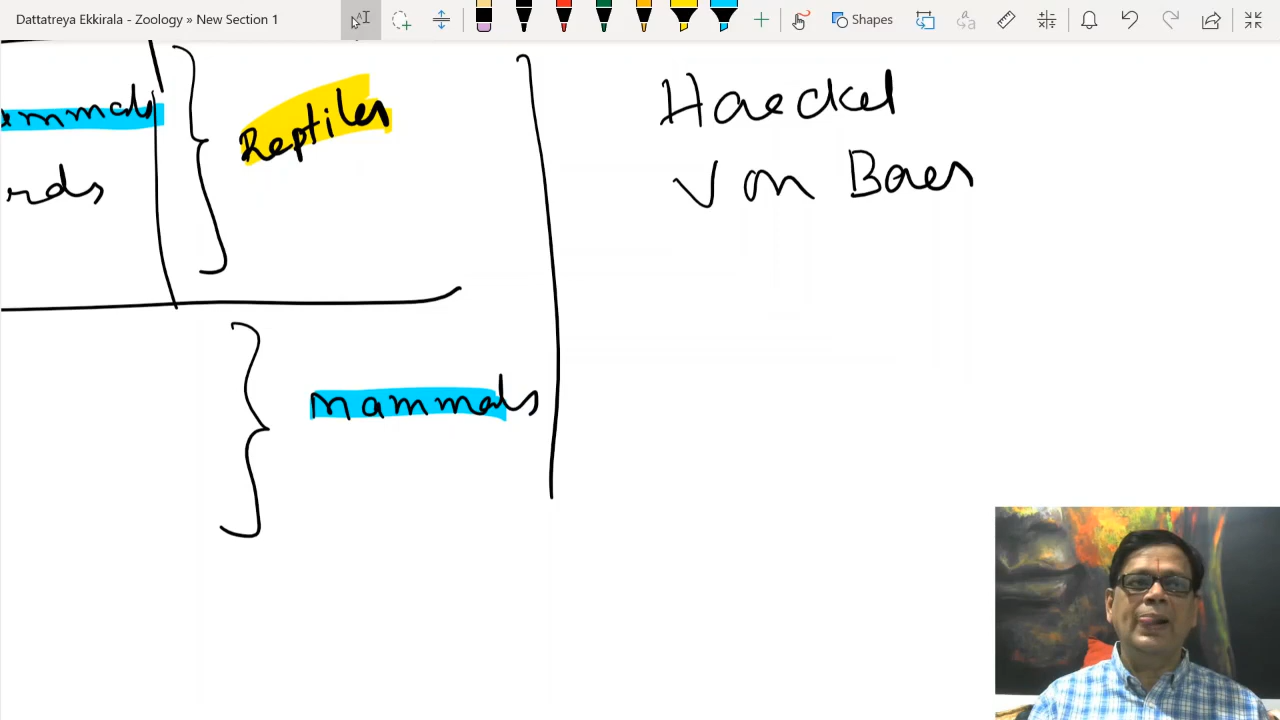 Dattatreya Ekkirala - Zoology » New Section 1
Shapes
Reptiles
mammals
Haeckel
Von Baer